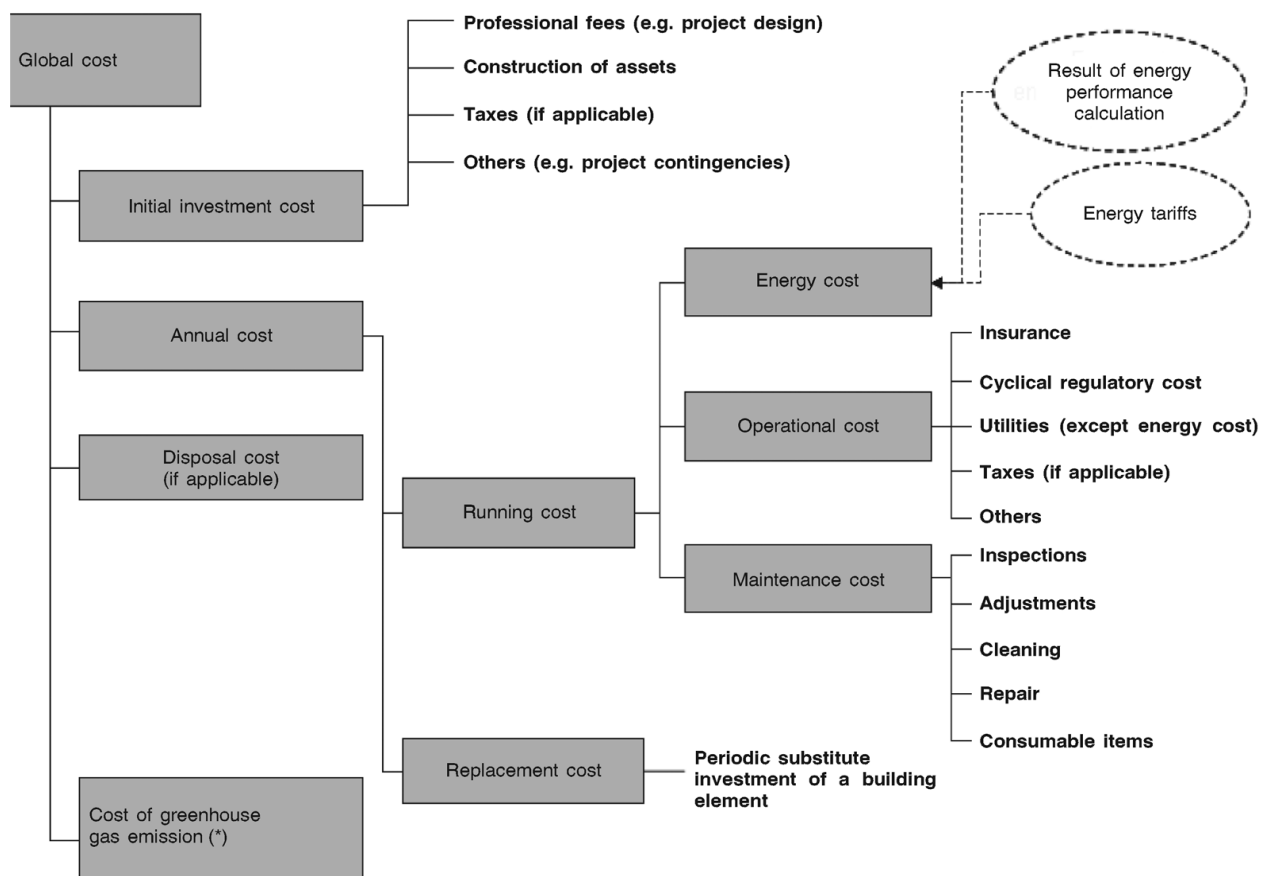 Global cost
Professional fees (e.g. project design)
Construction of assets
Taxes (if applicable)
Others (e.g. project contingencies)
Initial investment cost
Result of energy
performance
calculation
Energy tariffs
Annual cost
Energy cost
Insurance
Cyclical regulatory cost
Operational cost
Utilities (except energy cost)
Taxes (if applicable)
Others
Disposal cost
(if applicable)
Running cost
Maintenance cost
Inspections
Adjustments
Cleaning
Repair
Consumable items
Replacement cost
Periodic substitute
investment of a building
element
Cost of greenhouse
gas emission (*)